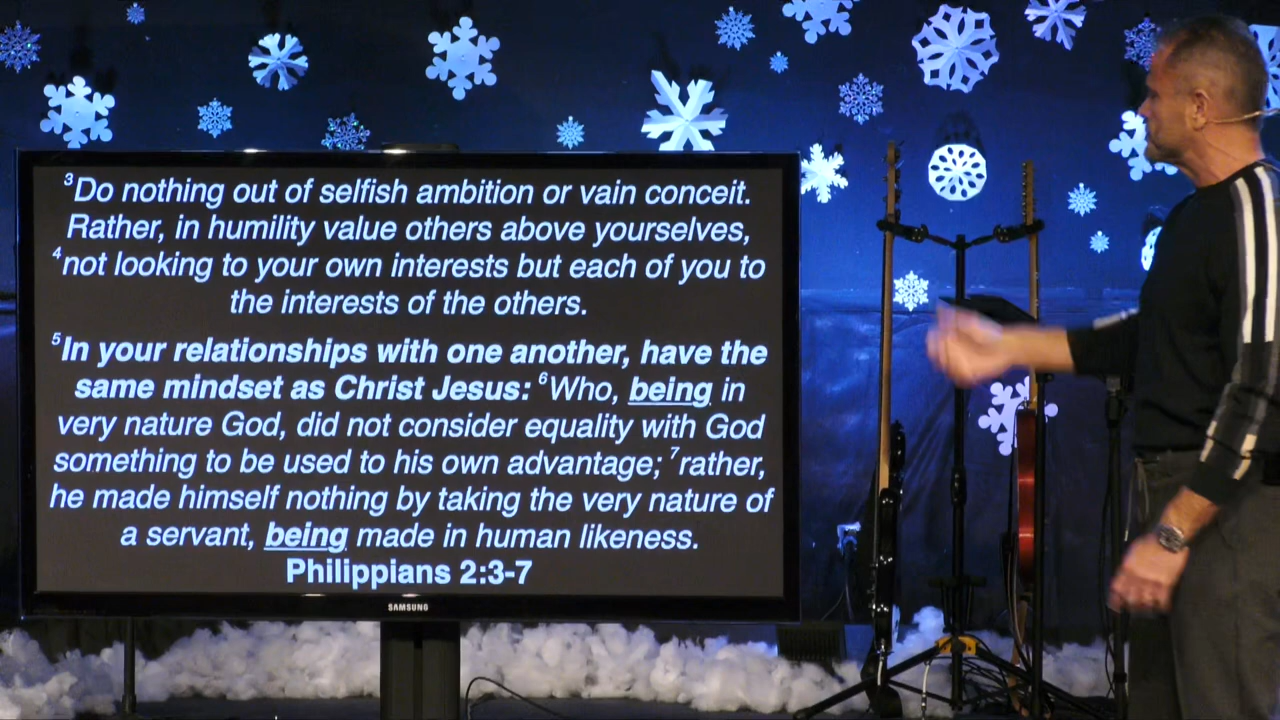 ³Do nothing out of selfish ambition or vain conceit.
Rather, in humility value others above yourselves,
⁴not looking to your own interests but each of you to
the interests of the others.
⁵In your relationships with one another, have the
same mindset as Christ Jesus: ⁶Who, being in
very nature God, did not consider equality with God
something to be used to his own advantage; ⁷rather,
he made himself nothing by taking the very nature of
a servant, being made in human likeness.
Philippians 2:3-7
SAMSUNG